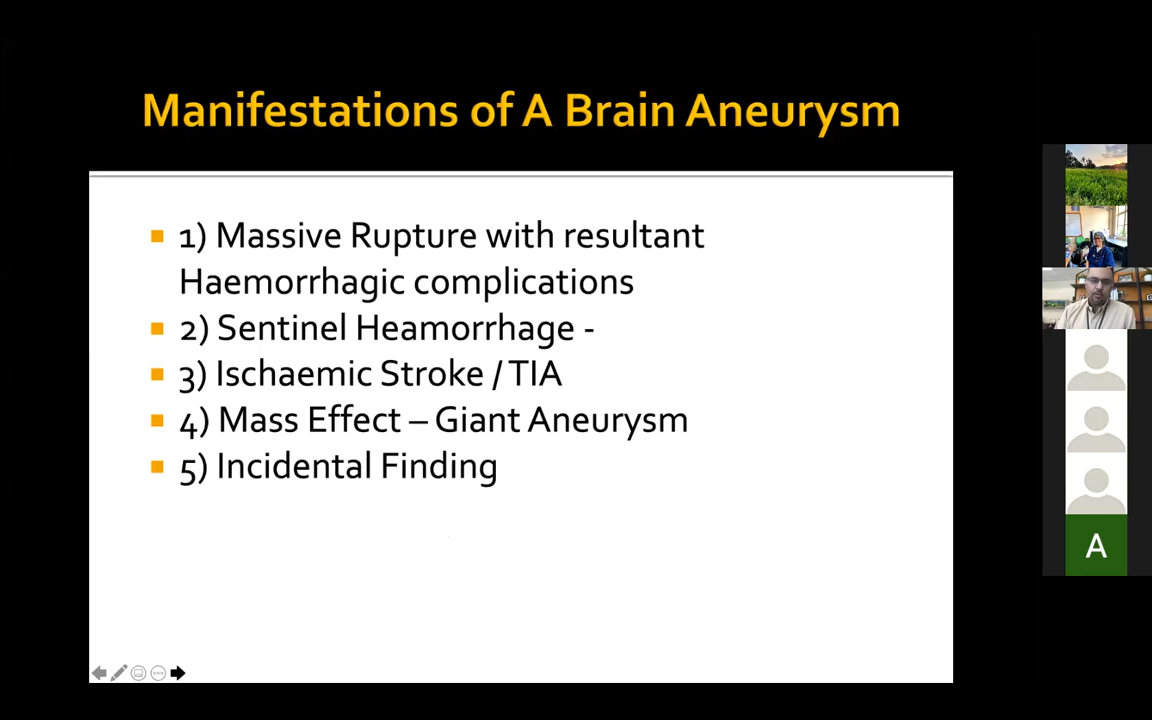 Manifestations of A Brain Aneurysm
1) Massive Rupture with resultant
Haemorrhagic complications
2) Sentinel Heamorrhage -
3) Ischaemic Stroke / TIA
4) Mass Effect – Giant Aneurysm
5) Incidental Finding
A